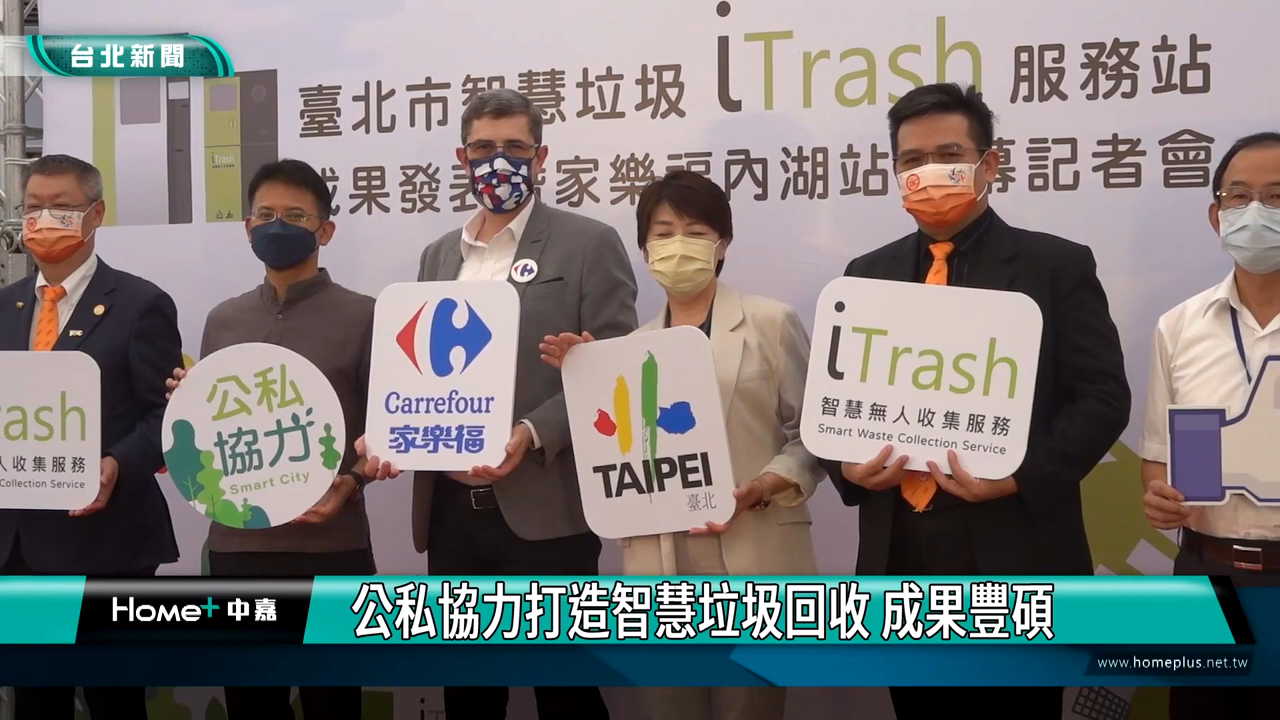 台北新聞
臺北市智慧垃圾 iTrash 服務站
成果發表 家樂福內湖站 記者會
iTrash
rash
人收集服務
Collection Service
公私
協力
Smart City
Carrefour
家樂福
TAIPEI
臺北
iTrash
智慧無人收集服務
Smart Waste Collection Service
Home+ 中嘉
公私協力打造智慧垃圾回收 成果豐碩
www.homeplus.net.tw
iTrash